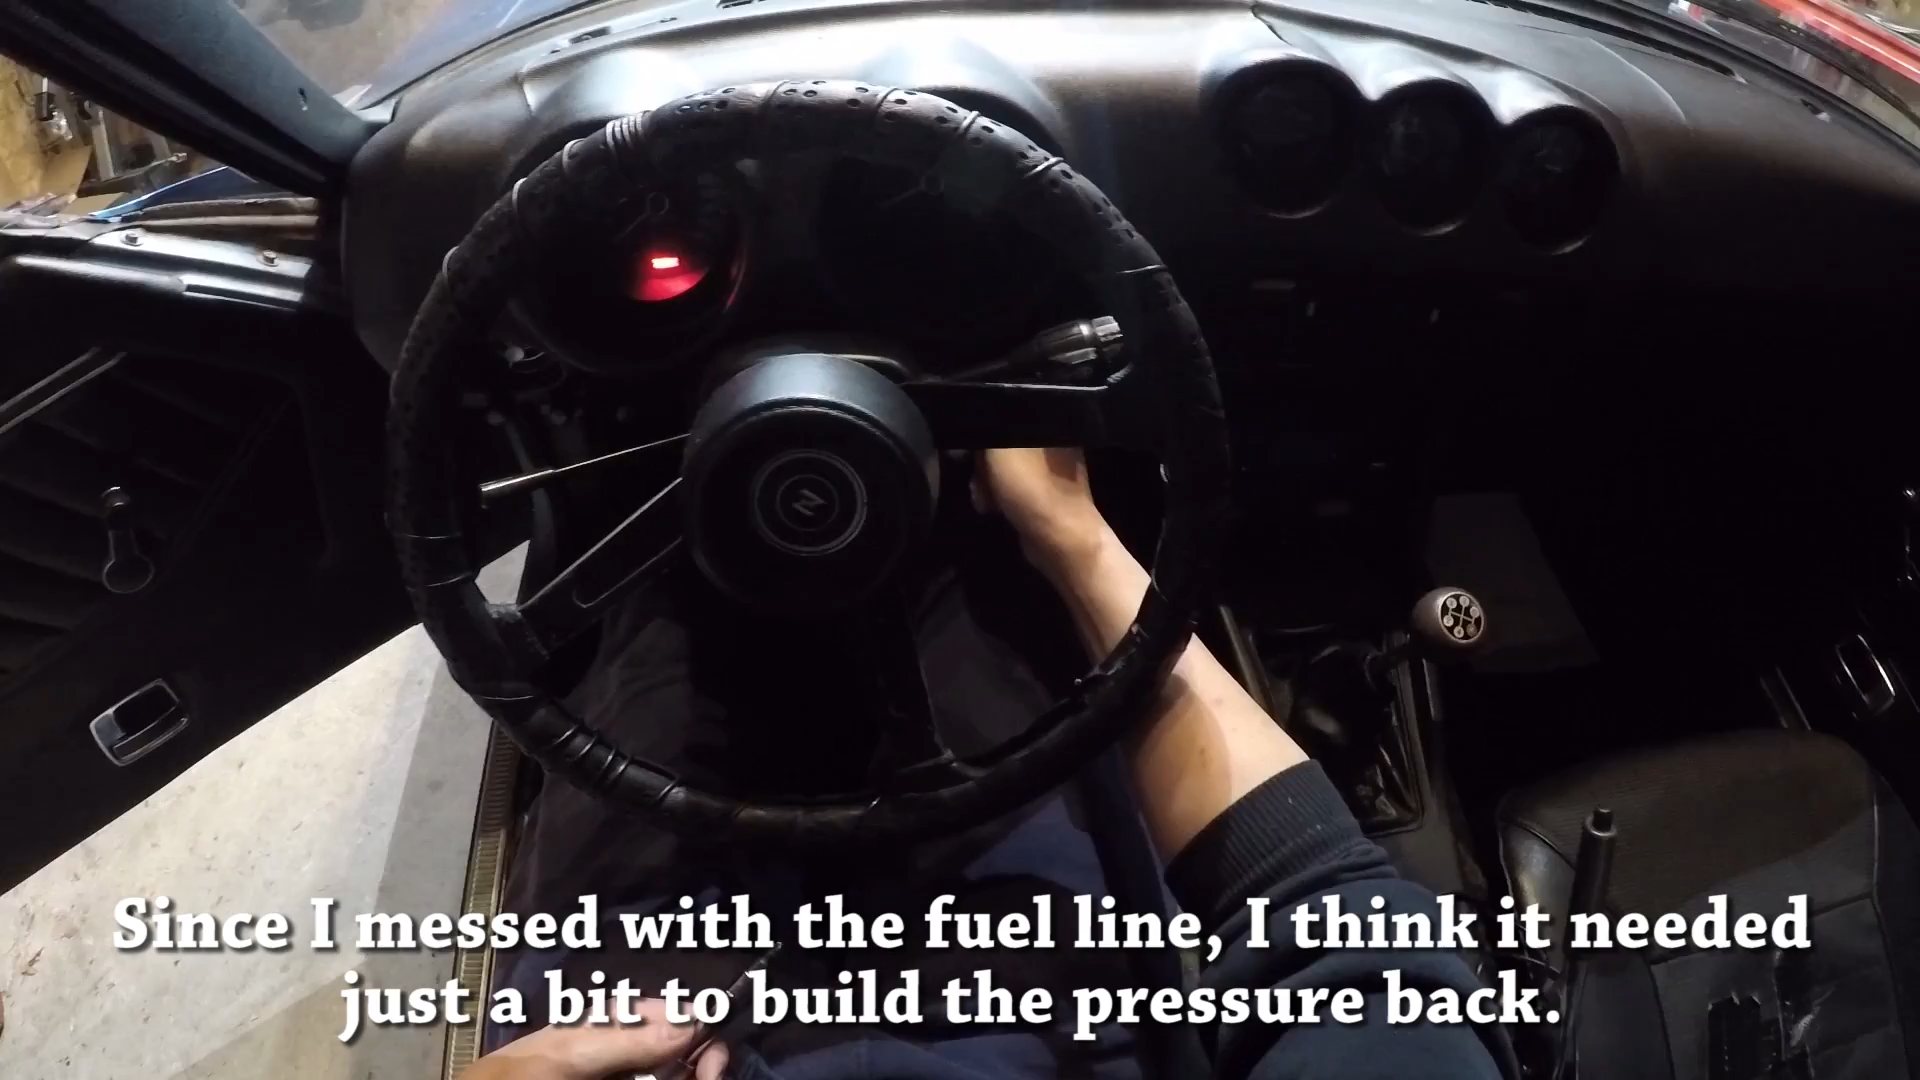 Z
Since I messed with the fuel line, I think it needed
just a bit to build the pressure back.